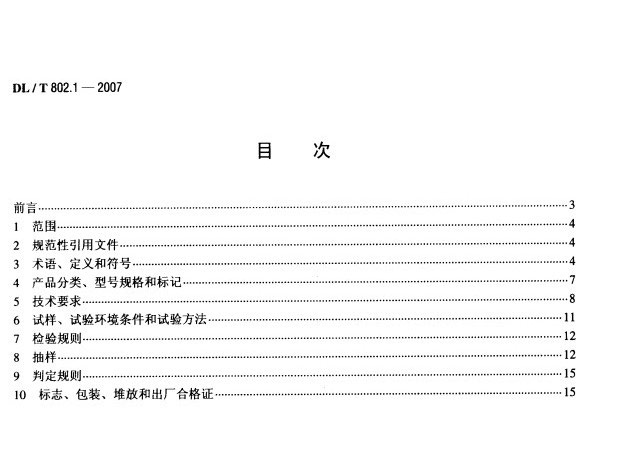 DL/T 802.1—2007
目 次
前言……3
1 范围……4
2 规范性引用文件……4
3 术语、定义和符号……4
4 产品分类、型号规格和标记……7
5 技术要求……8
6 试样、试验环境条件和试验方法……11
7 检验规则……12
8 抽样……12
9 判定规则……15
10 标志、包装、堆放和出厂合格证……15